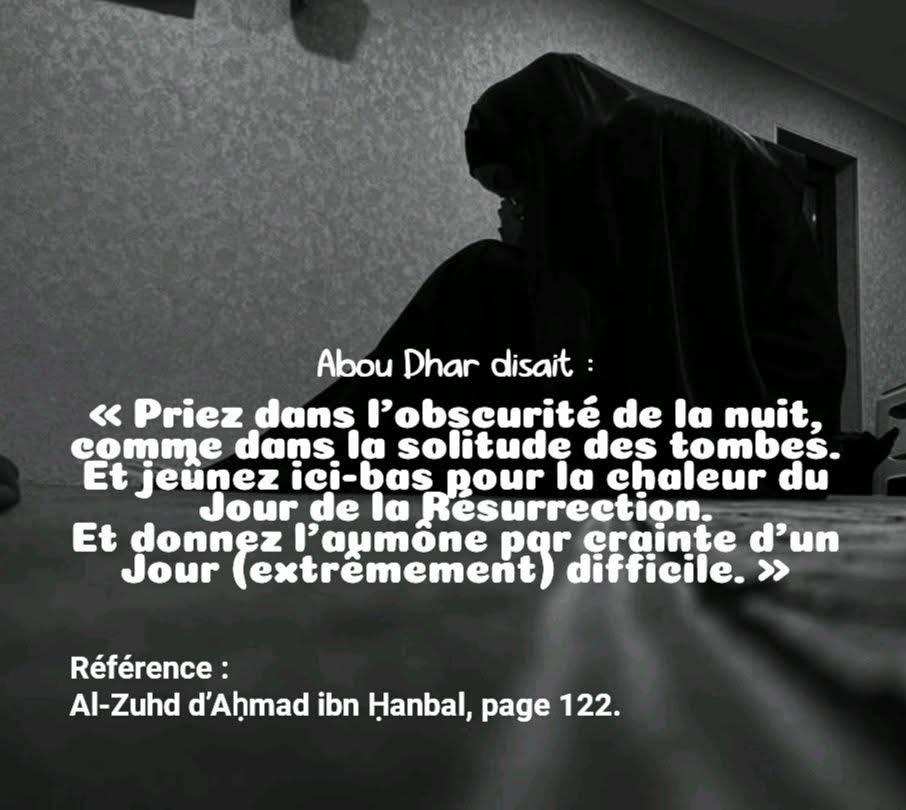 Abou Dhar disait :
« Priez dans l’obscurité de la nuit,
comme dans la solitude des tombes.
Et jeûnez ici-bas pour la chaleur du
Jour de la Résurrection.
Et donnez l’aumône par crainte d’un
Jour (extrêmement) difficile. »
Référence :
Al-Zuhd d’Aḥmad ibn Ḥanbal, page 122.